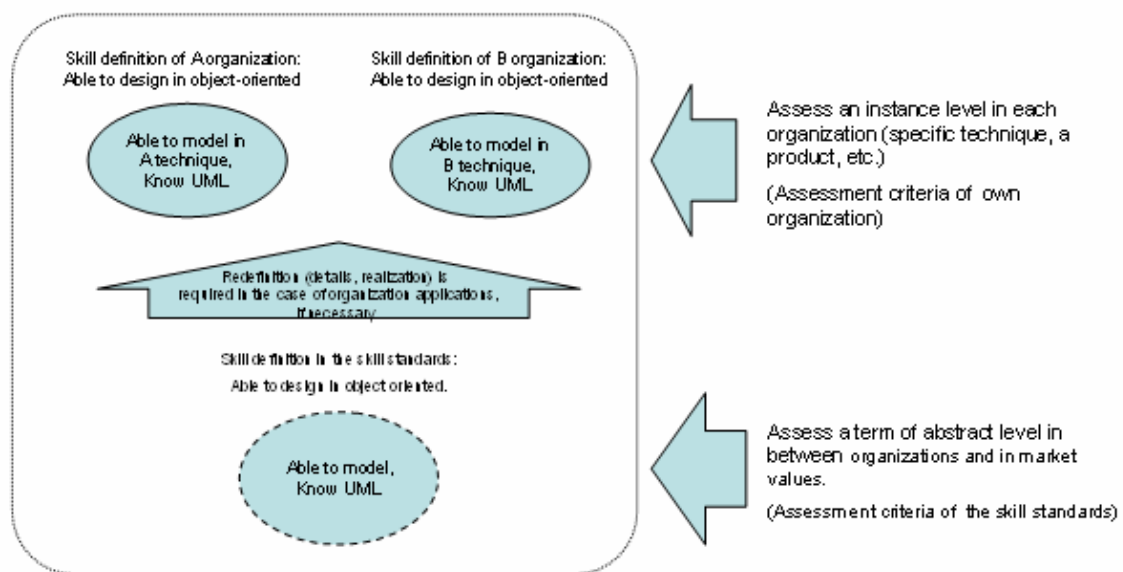 Skill definition of A organization:
Able to design in object-oriented
Skill definition of B organization:
Able to design in object-oriented
Able to model in
A technique,
Know UML
Able to model in
B technique,
Know UML
Assess an instance level in each
organization (specific technique, a
product, etc.)
(Assessment criteria of own
organization)
Redefinition (details, realization) is
required in the case of organization applications,
if necessary
Skill definition in the skill standards:
Able to design in object oriented.
Able to model,
Know UML
Assess a term of abstract level in
between organizations and in market
values.
(Assessment criteria of the skill standards)